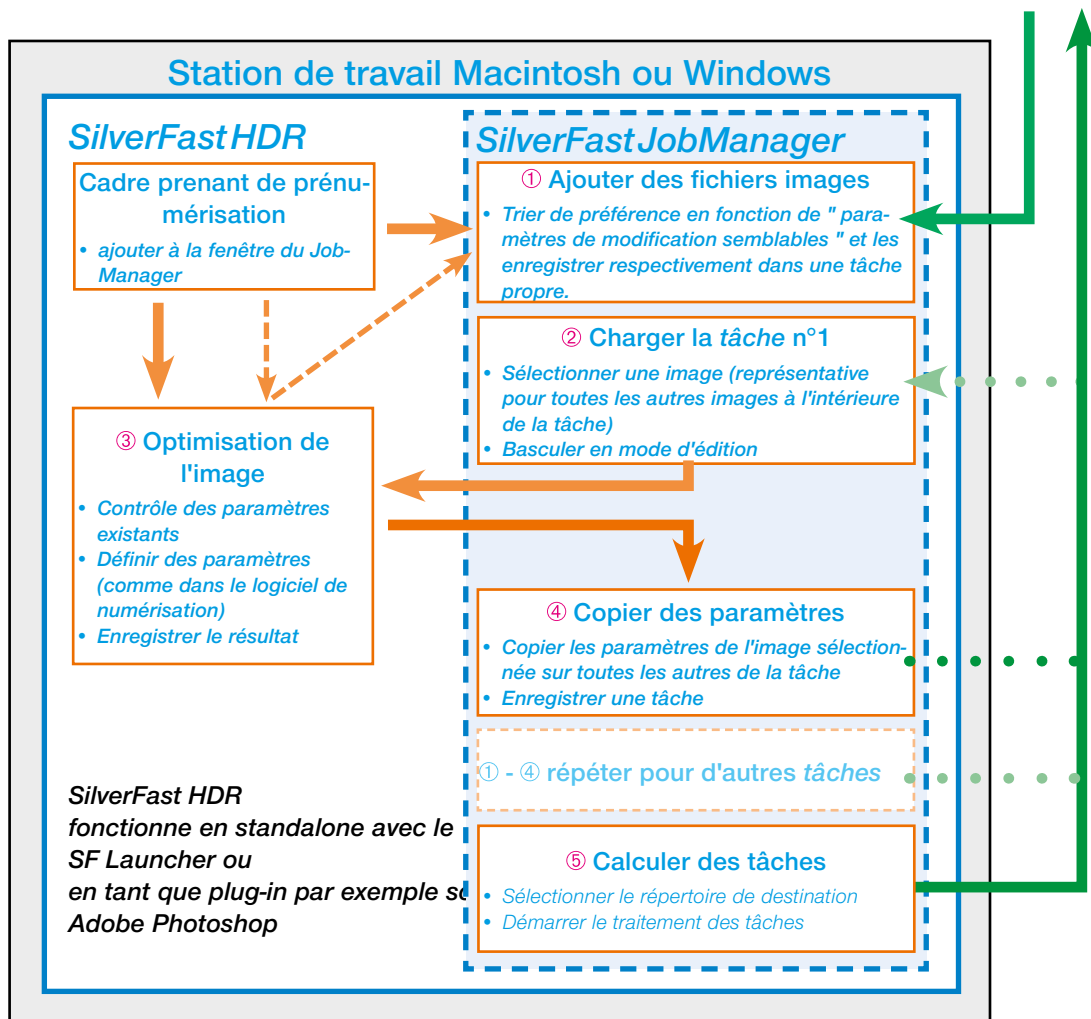 Station de travail Macintosh ou Windows
SilverFast HDR
Cadre prenant de prénu-
mérisation
• ajouter à la fenêtre du Job-
Manager
③ Optimisation de
l'image
• Contrôle des paramètres
existants
• Définir des paramètres
(comme dans le logiciel de
numérisation)
• Enregistrer le résultat
SilverFast HDR
fonctionne en standalone avec le
SF Launcher ou
en tant que plug-in par exemple
Adobe Photoshop
SilverFast JobManager
① Ajouter des fichiers images
• Trier de préférence en fonction de " para-
mètres de modification semblables " et les
enregistrer respectivement dans une tâche
propre.
② Charger la tâche n°1
• Sélectionner une image (représentative
pour toutes les autres images à l'intérieure
de la tâche)
• Basculer en mode d'édition
④ Copier des paramètres
• Copier les paramètres de l'image sélection-
née sur toutes les autres de la tâche
• Enregistrer une tâche
① - ④ répéter pour d'autres tâches
⑤ Calculer des tâches
• Sélectionner le répertoire de destination
• Démarrer le traitement des tâches